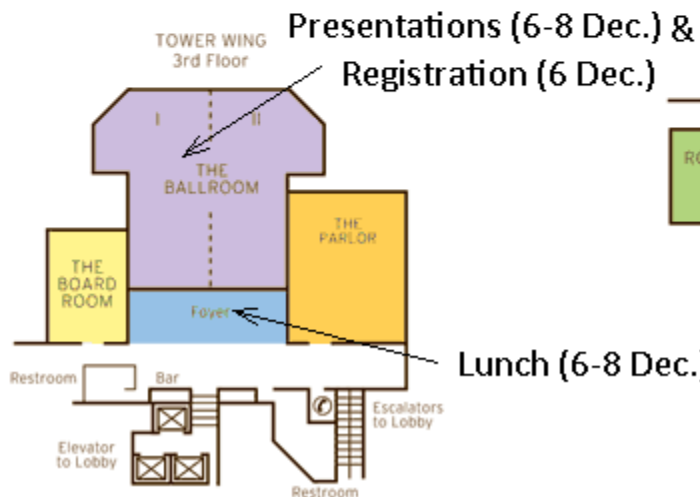 Presentations (6-8 Dec.) &
Registration (6 Dec.)
TOWER WING
3rd Floor
I
II
THE
BALLROOM
THE
PARLOR
THE
BOARD
ROOM
Foyer
Lunch (6-8 Dec.)
Restroom
Bar
Escalators
to Lobby
Elevator
to Lobby
Restroom